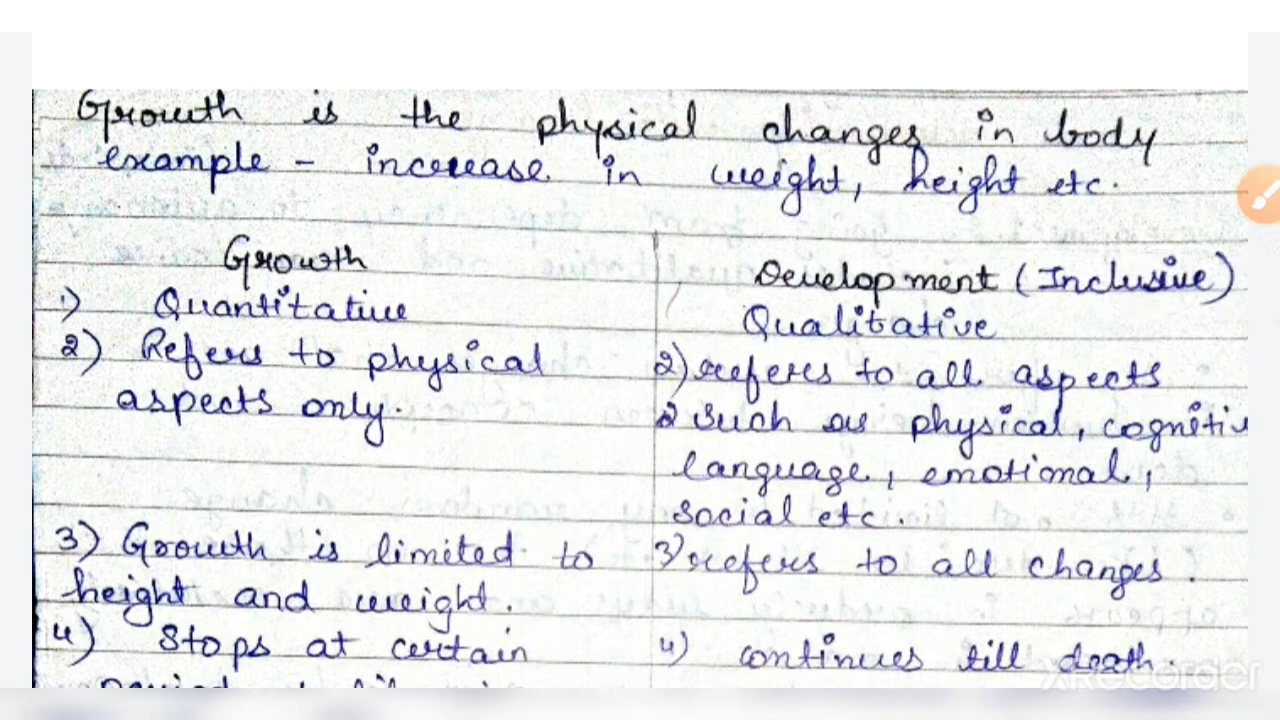 Growth is the physical changes in body
example - increase in weight, height etc.
Growth
Development (Inclusive)
1) Quantitative
Qualitative
2) Refers to physical
aspects only.
2) refers to all aspects
such as physical, cognitiv
language, emotional,
social etc.
3) Growth is limited to
height and weight.
3) refers to all changes.
4) Stops at certain
4) continues till death.
XRecorder